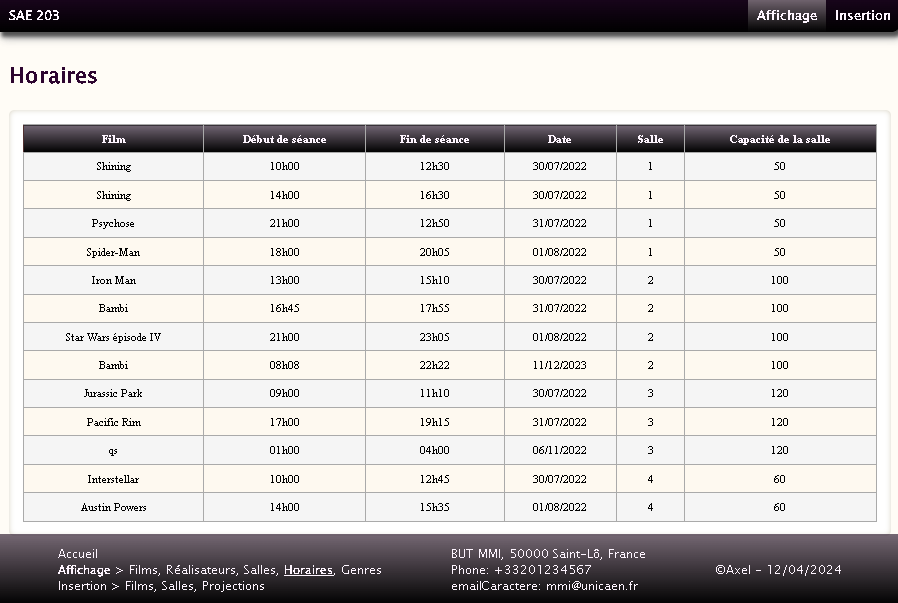 SAE 203 Affichage Insertion
Horaires
Film Début de séance Fin de séance Date Salle Capacité de la salle
Shining 10h00 12h30 30/07/2022 1 50
Shining 14h00 16h30 30/07/2022 1 50
Psychose 21h00 12h50 31/07/2022 1 50
Spider-Man 18h00 20h05 01/08/2022 1 50
Iron Man 13h00 15h10 30/07/2022 2 100
Bambi 16h45 17h55 31/07/2022 2 100
Star Wars épisode IV 21h00 23h05 01/08/2022 2 100
Bambi 08h08 22h22 11/12/2023 2 100
Jurassic Park 09h00 11h10 30/07/2022 3 120
Pacific Rim 17h00 19h15 31/07/2022 3 120
qs 01h00 04h00 06/11/2022 3 120
Interstellar 10h00 12h45 30/07/2022 4 60
Austin Powers 14h00 15h35 01/08/2022 4 60
Accueil
Affichage > Films, Réalisateurs, Salles, Horaires, Genres
Insertion > Films, Salles, Projections
BUT MMI, 50000 Saint-Lô, France
Phone: +33201234567
emailCaractere: mmi@unicaen.fr
©Axel - 12/04/2024